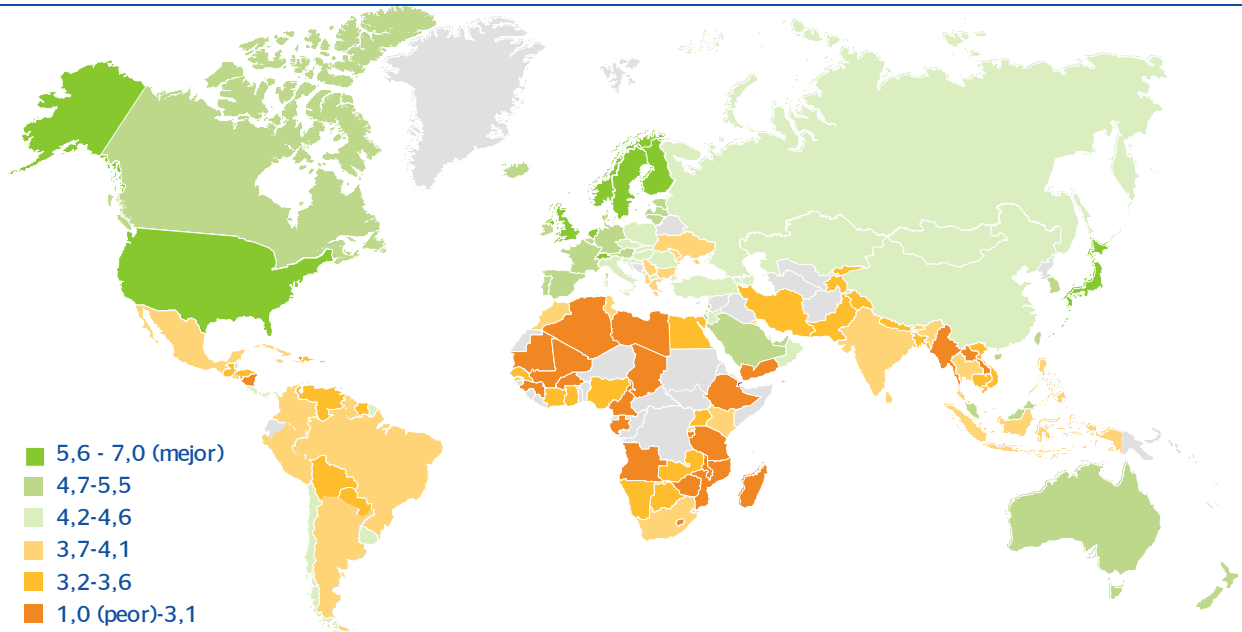 5,6 - 7,0 (mejor)
4,7-5,5
4,2-4,6
3,7-4,1
3,2-3,6
1,0 (peor)-3,1